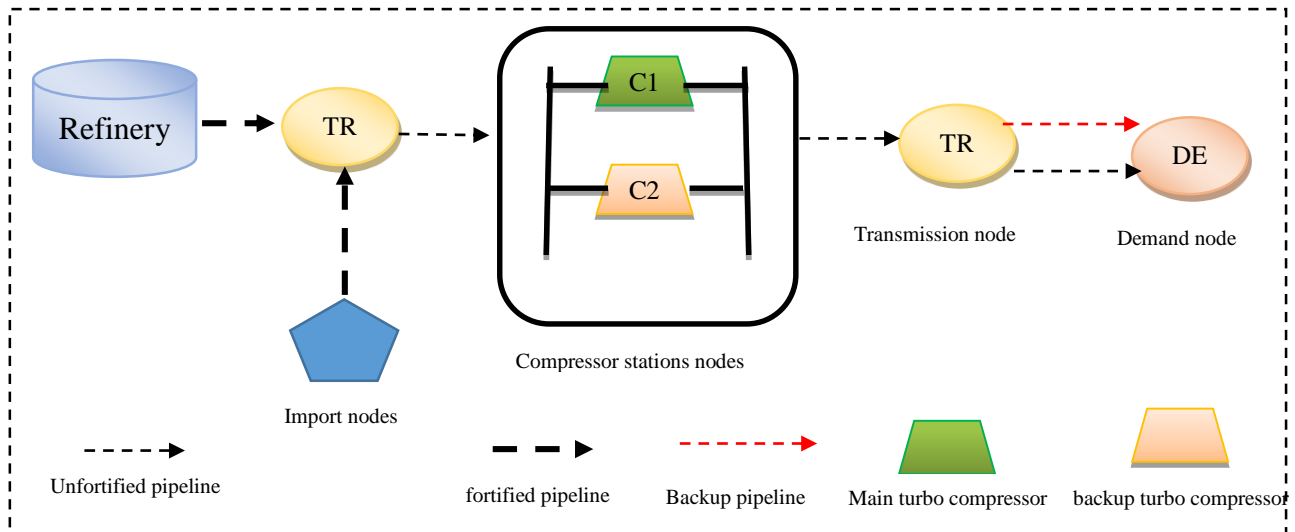 Refinery
TR
C1
C2
TR
DE
Transmission node
Demand node
Compressor stations nodes
Import nodes
Unfortified pipeline
fortified pipeline
Backup pipeline
Main turbo compressor
backup turbo compressor